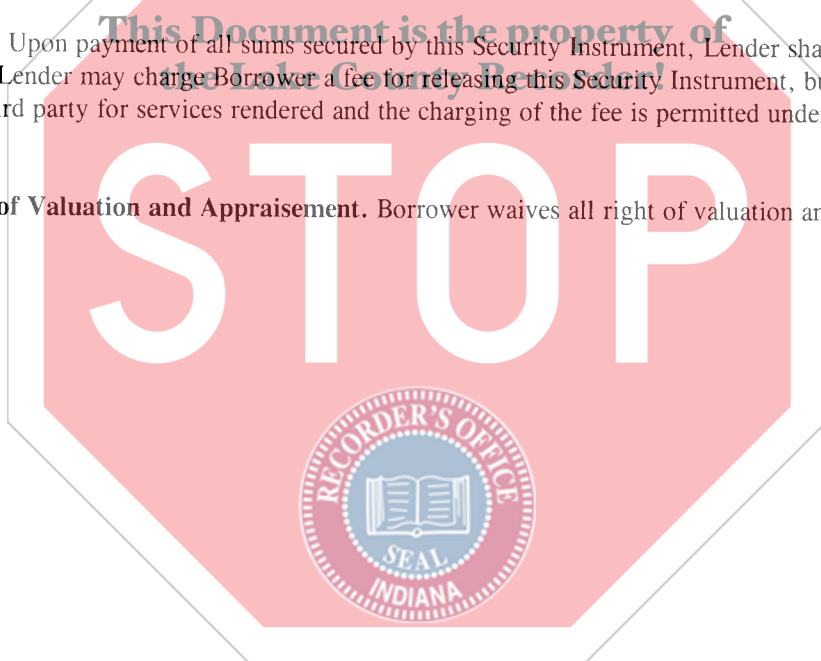 This Document is the property of
Upon payment of all sums secured by this Security Instrument, Lender sha
the Lake County Recorder!
Lender may charge Borrower a fee for releasing this Security Instrument, bu
rd party for services rendered and the charging of the fee is permitted unde
of Valuation and Appraisement. Borrower waives all right of valuation an
STOP
RECORDER'S OFFICE
SEAL
INDIANA